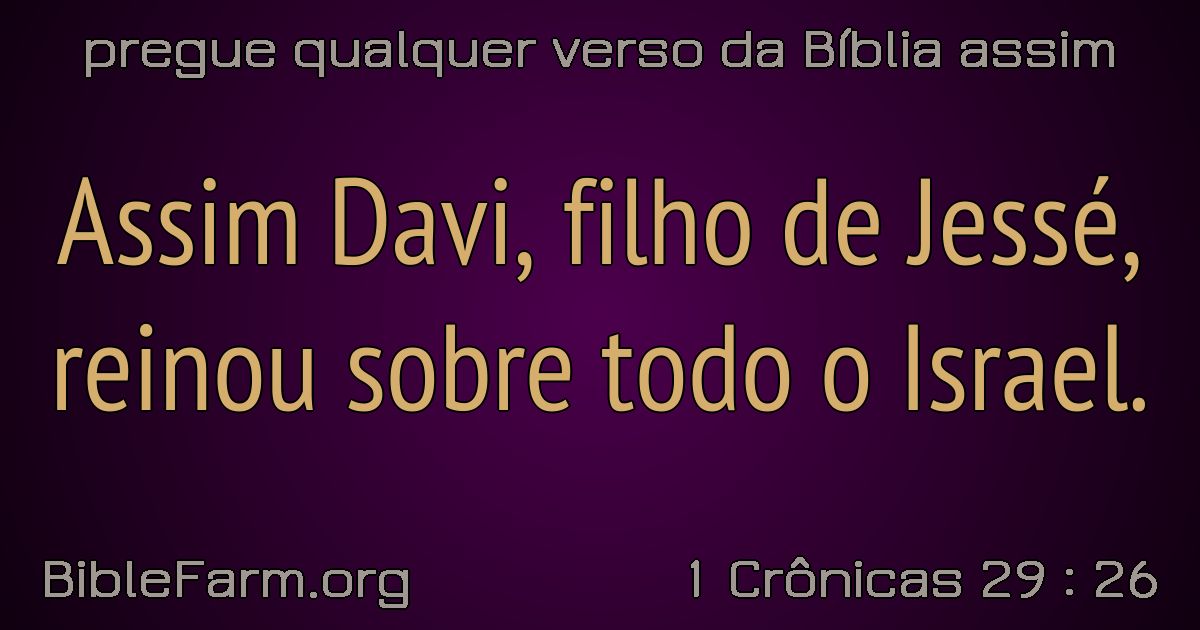 pregue qualquer verso da Bíblia assim
Assim Davi, filho de Jessé,
reinou sobre todo o Israel.
BibleFarm.org
1 Crônicas 29 : 26